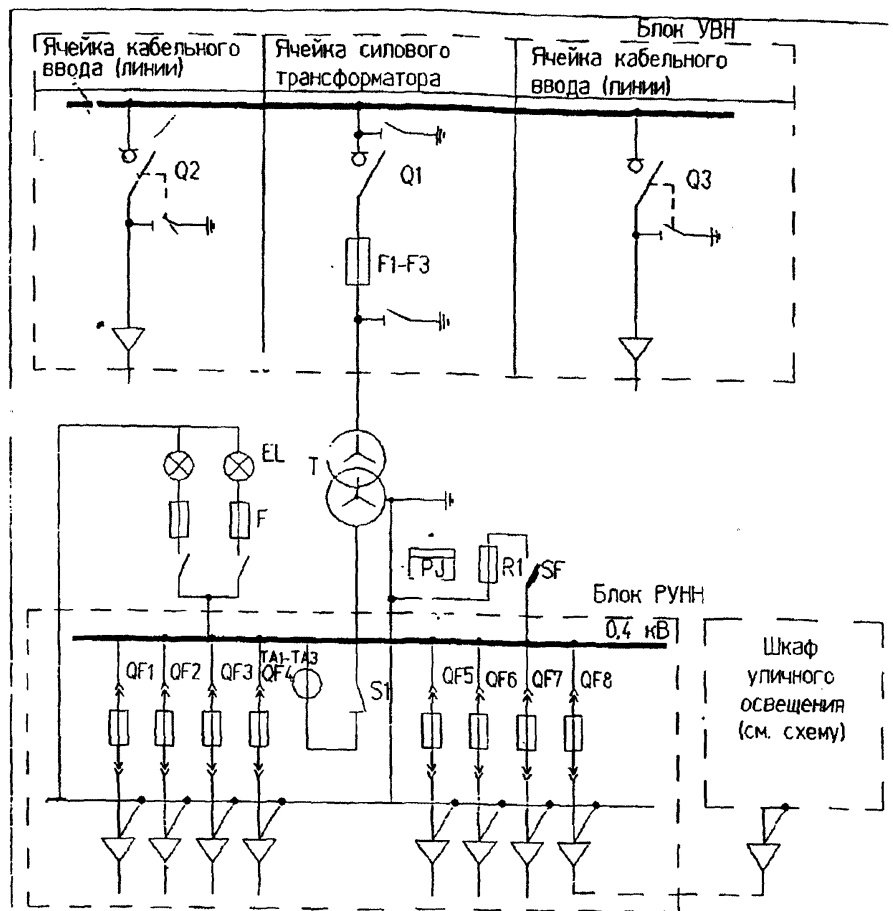 Блок УВН
Ячейка кабельного
ввода (линии)
Ячейка силового
трансформатора
Ячейка кабельного
ввода (линии)
Q2
Q1
Q3
F1-F3
EL
T
F
PJ
R1
SF
Блок РУНН
0,4 кВ
Шкаф
уличного
освещения
(см. схему)
TA1-TA3
QF1
QF2
QF3
QF4
S1
QF5
QF6
QF7
QF8